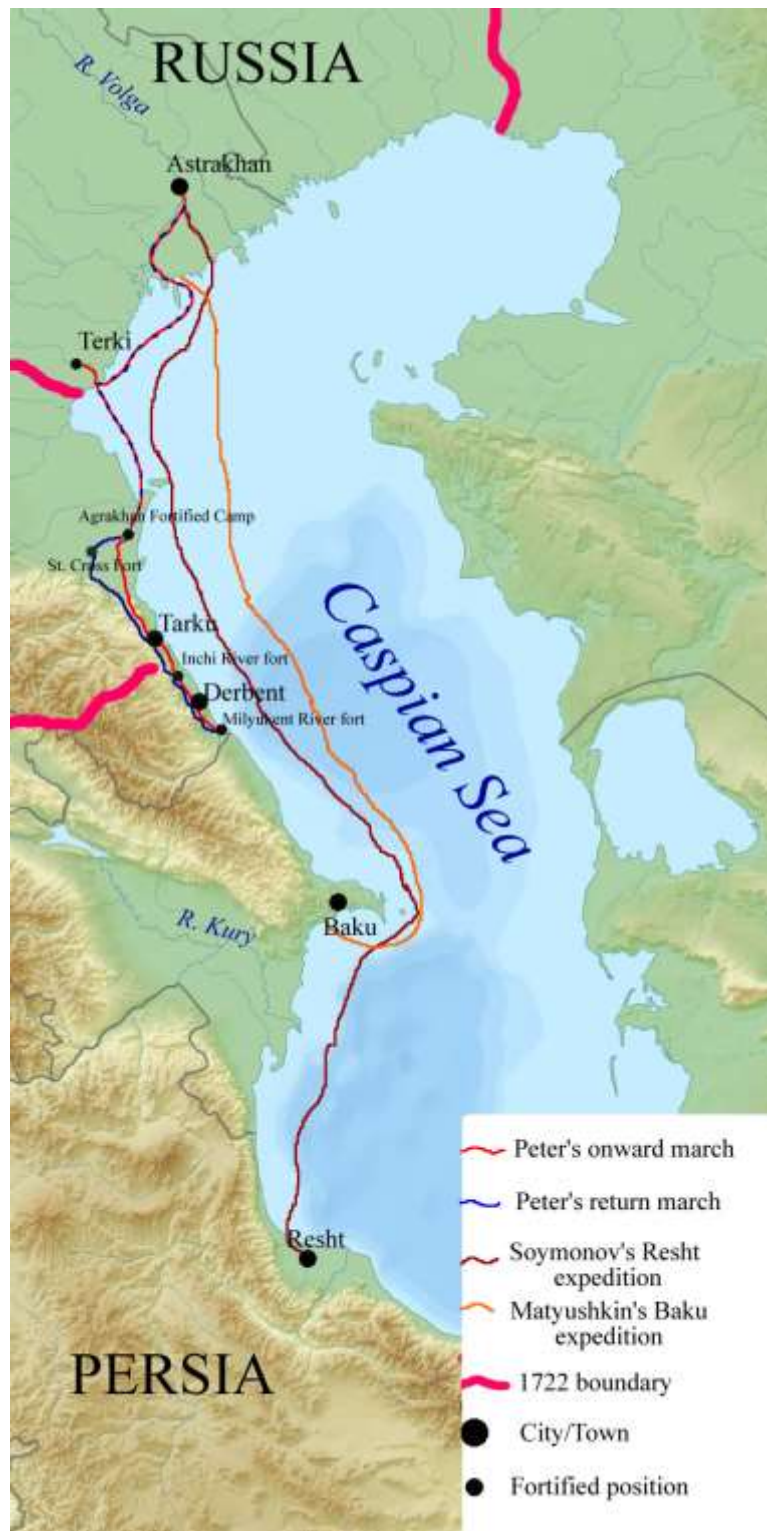 RUSSIA
R. Volga
Astrakhan
Terki
Agrakhan Fortified Camp
St. Cross Fort
Tarku
Inchi River fort
Derbent
Milyukent River fort
Caspian Sea
Baku
R. Kury
Resht
PERSIA
Peter's onward march
Peter's return march
Soymonov's Resht
expedition
Matyushkin's Baku
expedition
1722 boundary
City/Town
Fortified position